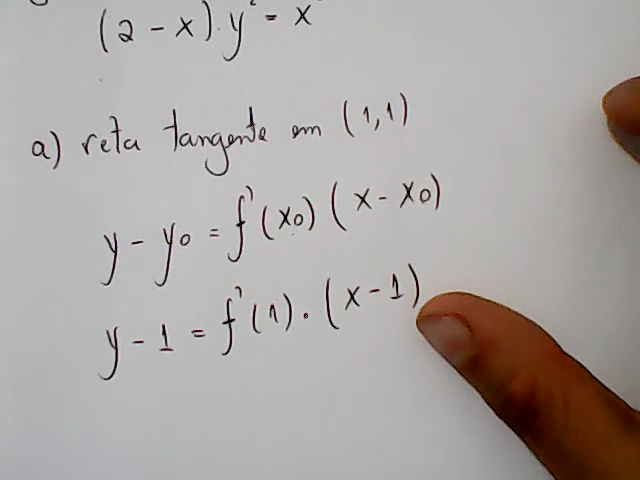 (2 - x).y² = x
a) reta tangente em (1,1)
y - y0 = f'(x0)(x - x0)
y - 1 = f'(1).(x - 1)